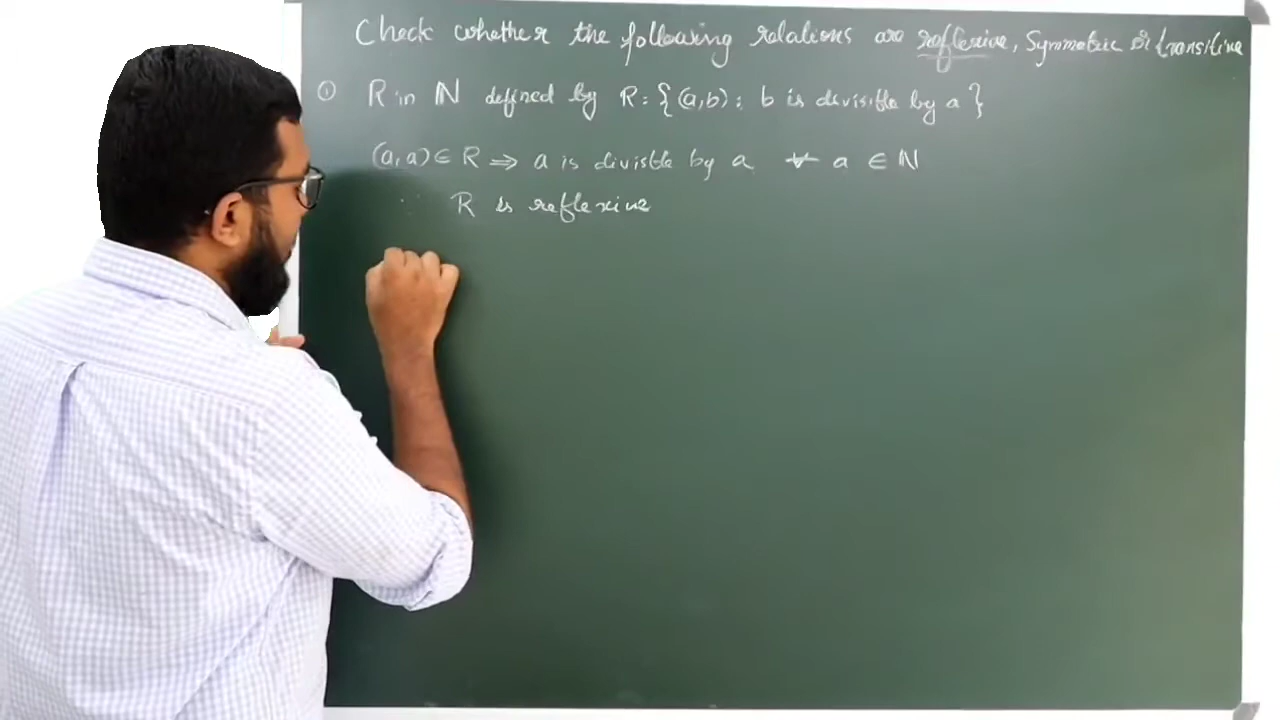 Check whether the following relations are reflexive, Symmetric or transitive
① R in ℕ defined by R : {(a,b) : b is divisible by a}
(a,a) ∈ R ⇒ a is divisble by a ∀ a ∈ ℕ
∴ R is reflexive